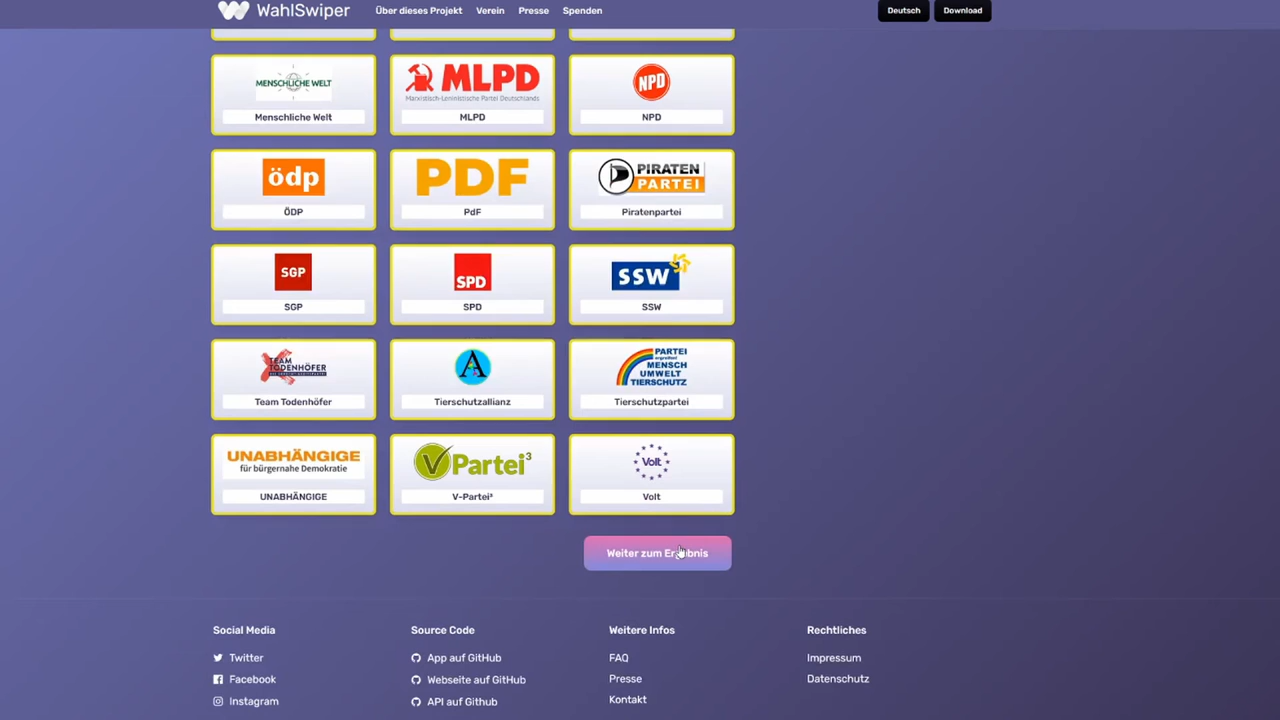 WahlSwiper
Über dieses Projekt
Verein
Presse
Spenden
Deutsch
Download
MENSCHLICHE WELT
Menschliche Welt
MLPD
Marxistisch-Leninistische Partei Deutschlands
MLPD
NPD
NPD
ödp
ÖDP
PDF
PdF
PIRATEN
PARTEI
Piratenpartei
SGP
SGP
SPD
SPD
SSW
SSW
TEAM
TODENHÖFER
Team Todenhöfer
A
Tierschutzallianz
PARTEI
MENSCH
UMWELT
TIERSCHUTZ
Tierschutzpartei
UNABHÄNGIGE
für bürgernahe Demokratie
UNABHÄNGIGE
V-Partei³
V-Partei³
Volt
Volt
Weiter zum Ergebnis
Social Media
Twitter
Facebook
Instagram
Source Code
App auf GitHub
Webseite auf GitHub
API auf Github
Weitere Infos
FAQ
Presse
Kontakt
Rechtliches
Impressum
Datenschutz